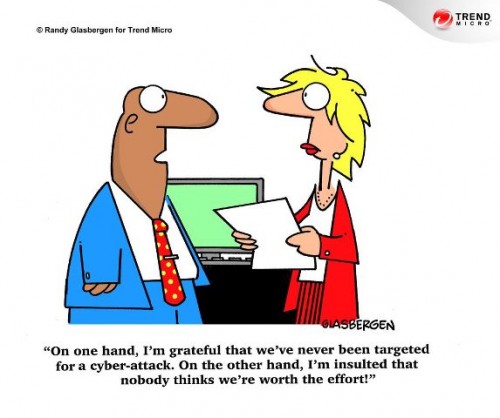 © Randy Glasbergen for Trend Micro
TREND
MICRO
GLASBERGEN
“On one hand, I’m grateful that we’ve never been targeted
for a cyber-attack. On the other hand, I’m insulted that
nobody thinks we’re worth the effort!”